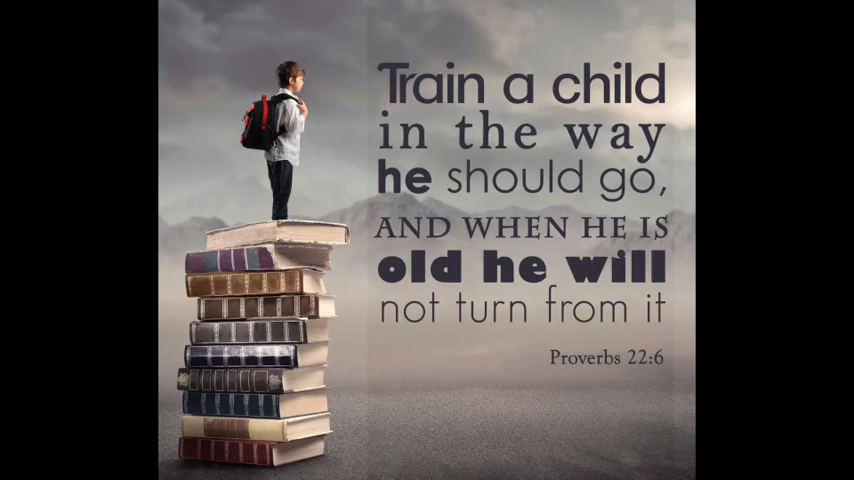 Train a child
in the way
he should go,
AND WHEN HE IS
old he will
not turn from it
Proverbs 22:6